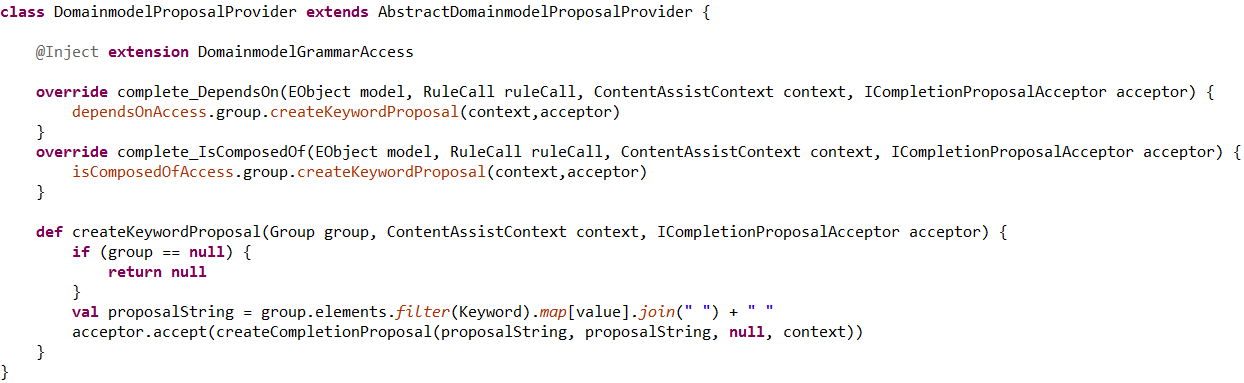 class DomainmodelProposalProvider extends AbstractDomainmodelProposalProvider {
@Inject extension DomainmodelGrammarAccess
override complete_DependsOn(EObject model, RuleCall ruleCall, ContentAssistContext context, ICompletionProposalAcceptor acceptor) {
dependsOnAccess.group.createKeywordProposal(context,acceptor)
}
override complete_IsComposedOf(EObject model, RuleCall ruleCall, ContentAssistContext context, ICompletionProposalAcceptor acceptor) {
isComposedOfAccess.group.createKeywordProposal(context,acceptor)
}
def createKeywordProposal(Group group, ContentAssistContext context, ICompletionProposalAcceptor acceptor) {
if (group == null) {
return null
}
val proposalString = group.elements.filter(Keyword).map[value].join(" ") + " "
acceptor.accept(createCompletionProposal(proposalString, proposalString, null, context))
}
}